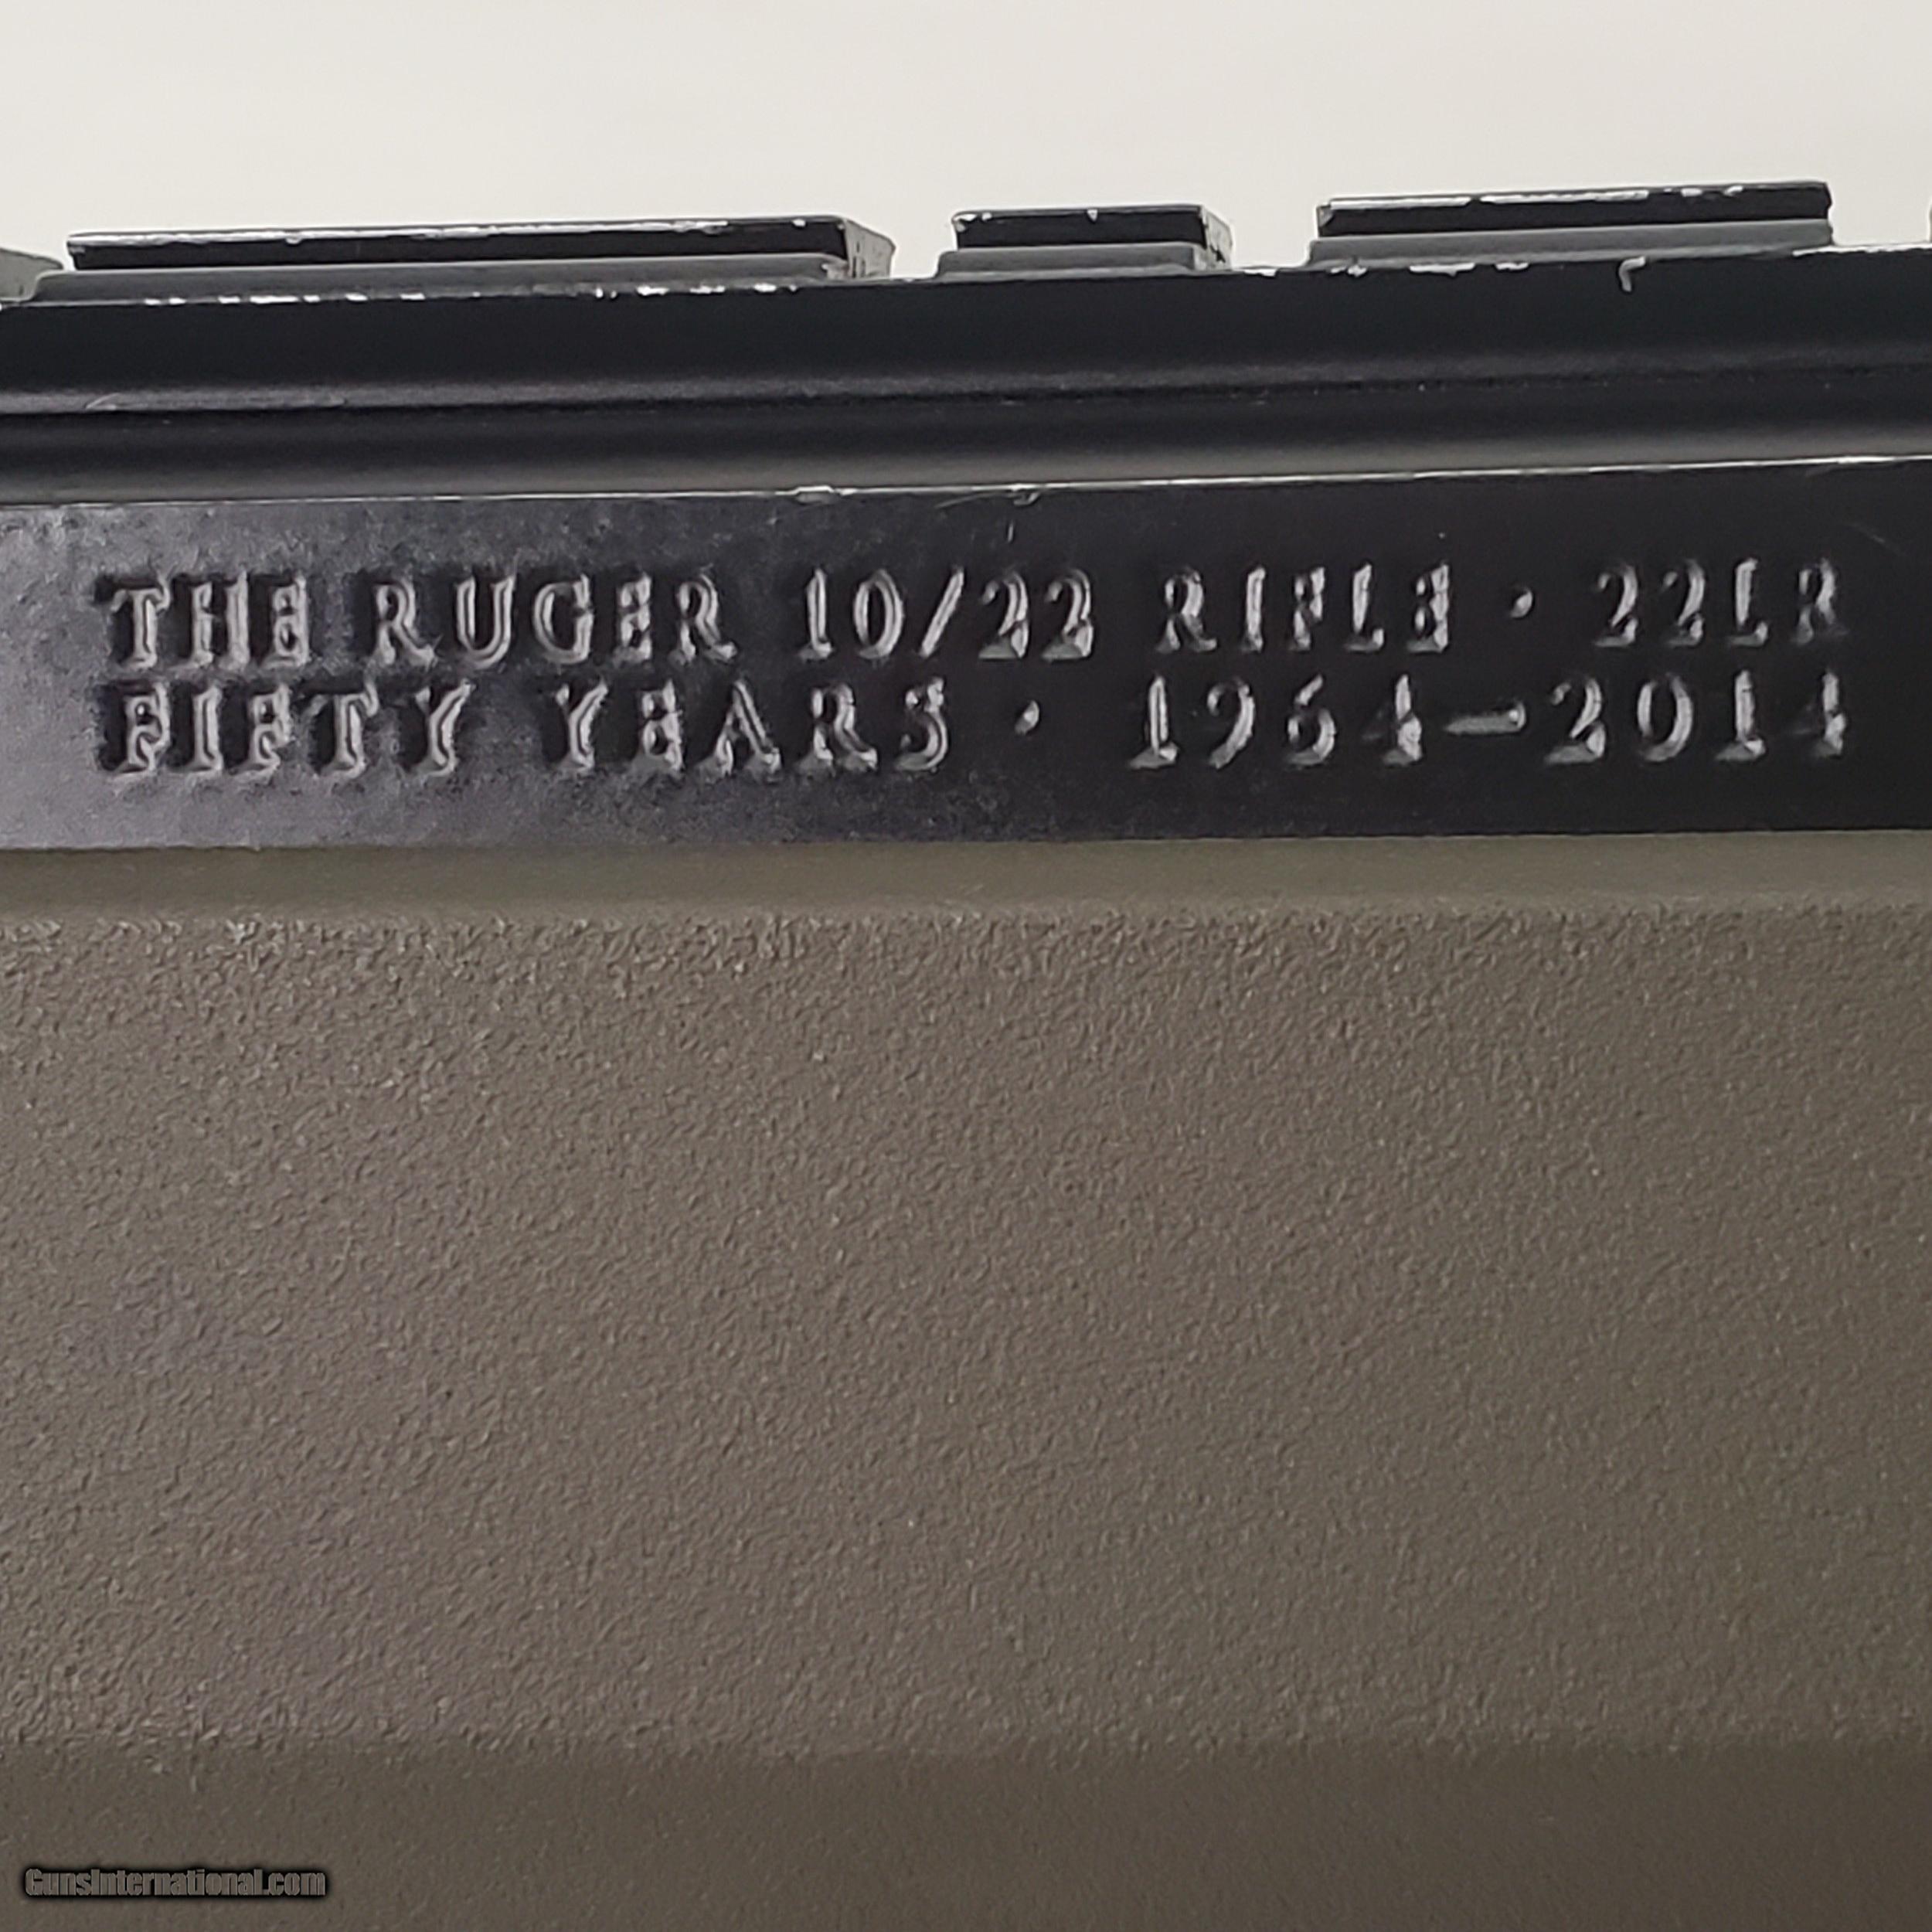 THE RUGER 10/22 RIFLE · 22LR
FIFTY YEARS · 1964-2014
GunsInternational.com